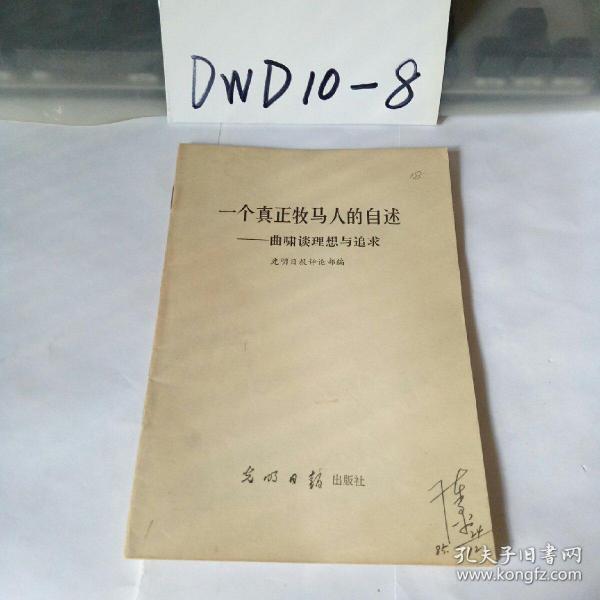 DWD10-8
18
一个真正牧马人的自述
——曲啸谈理想与追求
光明日报评论部编
光明日报出版社
85.
孔夫子旧书网
www.kongfz.com